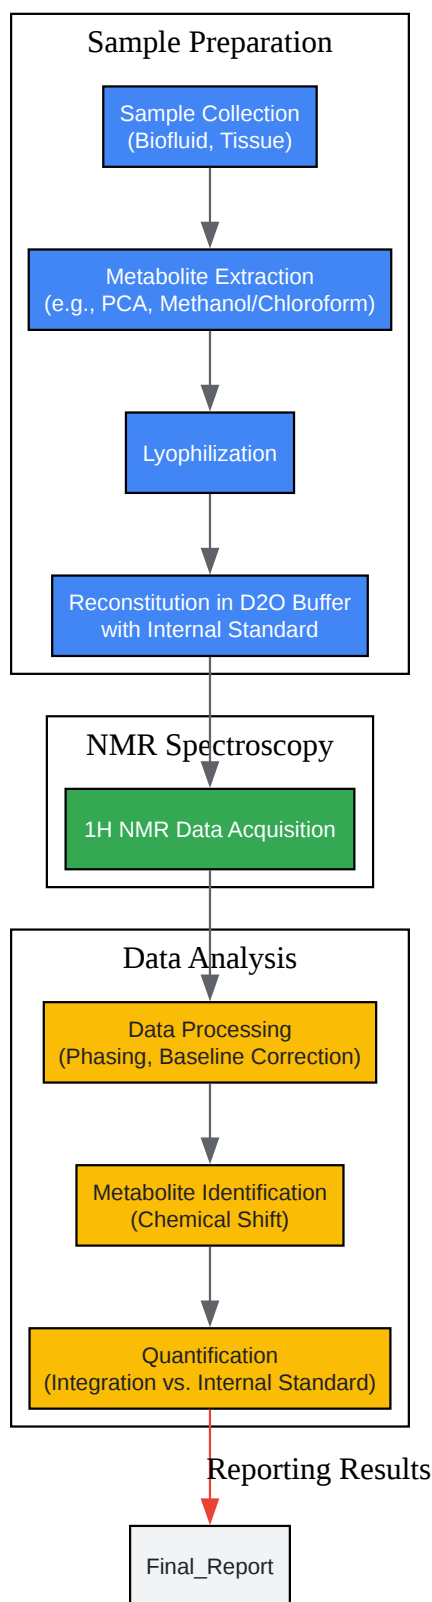 Sample Preparation
Sample Collection
(Biofluid, Tissue)
Metabolite Extraction
(e.g., PCA, Methanol/Chloroform)
Lyophilization
Reconstitution in D2O Buffer
with Internal Standard
NMR Spectroscopy
1H NMR Data Acquisition
Data Analysis
Data Processing
(Phasing, Baseline Correction)
Metabolite Identification
(Chemical Shift)
Quantification
(Integration vs. Internal Standard)
Reporting Results
Final_Report